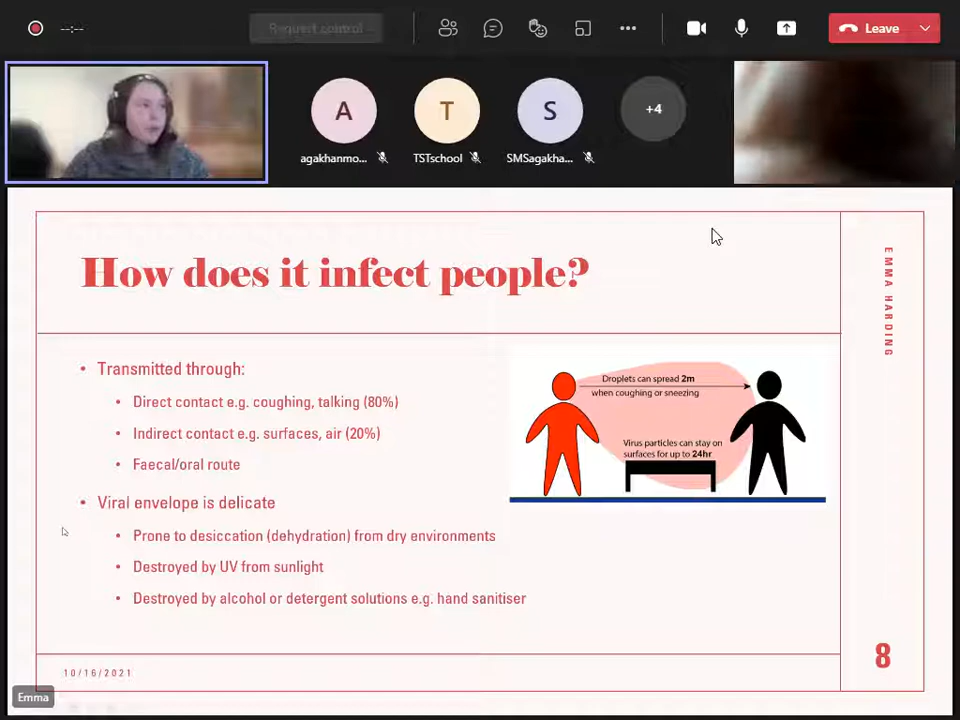 --:--
Request control
Leave
A
T
S
+4
agakhanmo...
TSTschool
SMSagakha...
How does it infect people?
EMMA HARDING
• Transmitted through:
• Direct contact e.g. coughing, talking (80%)
• Indirect contact e.g. surfaces, air (20%)
• Faecal/oral route
• Viral envelope is delicate
• Prone to desiccation (dehydration) from dry environments
• Destroyed by UV from sunlight
• Destroyed by alcohol or detergent solutions e.g. hand sanitiser
Droplets can spread 2m
when coughing or sneezing
Virus particles can stay on
surfaces for up to 24hr
10/16/2021
8
Emma